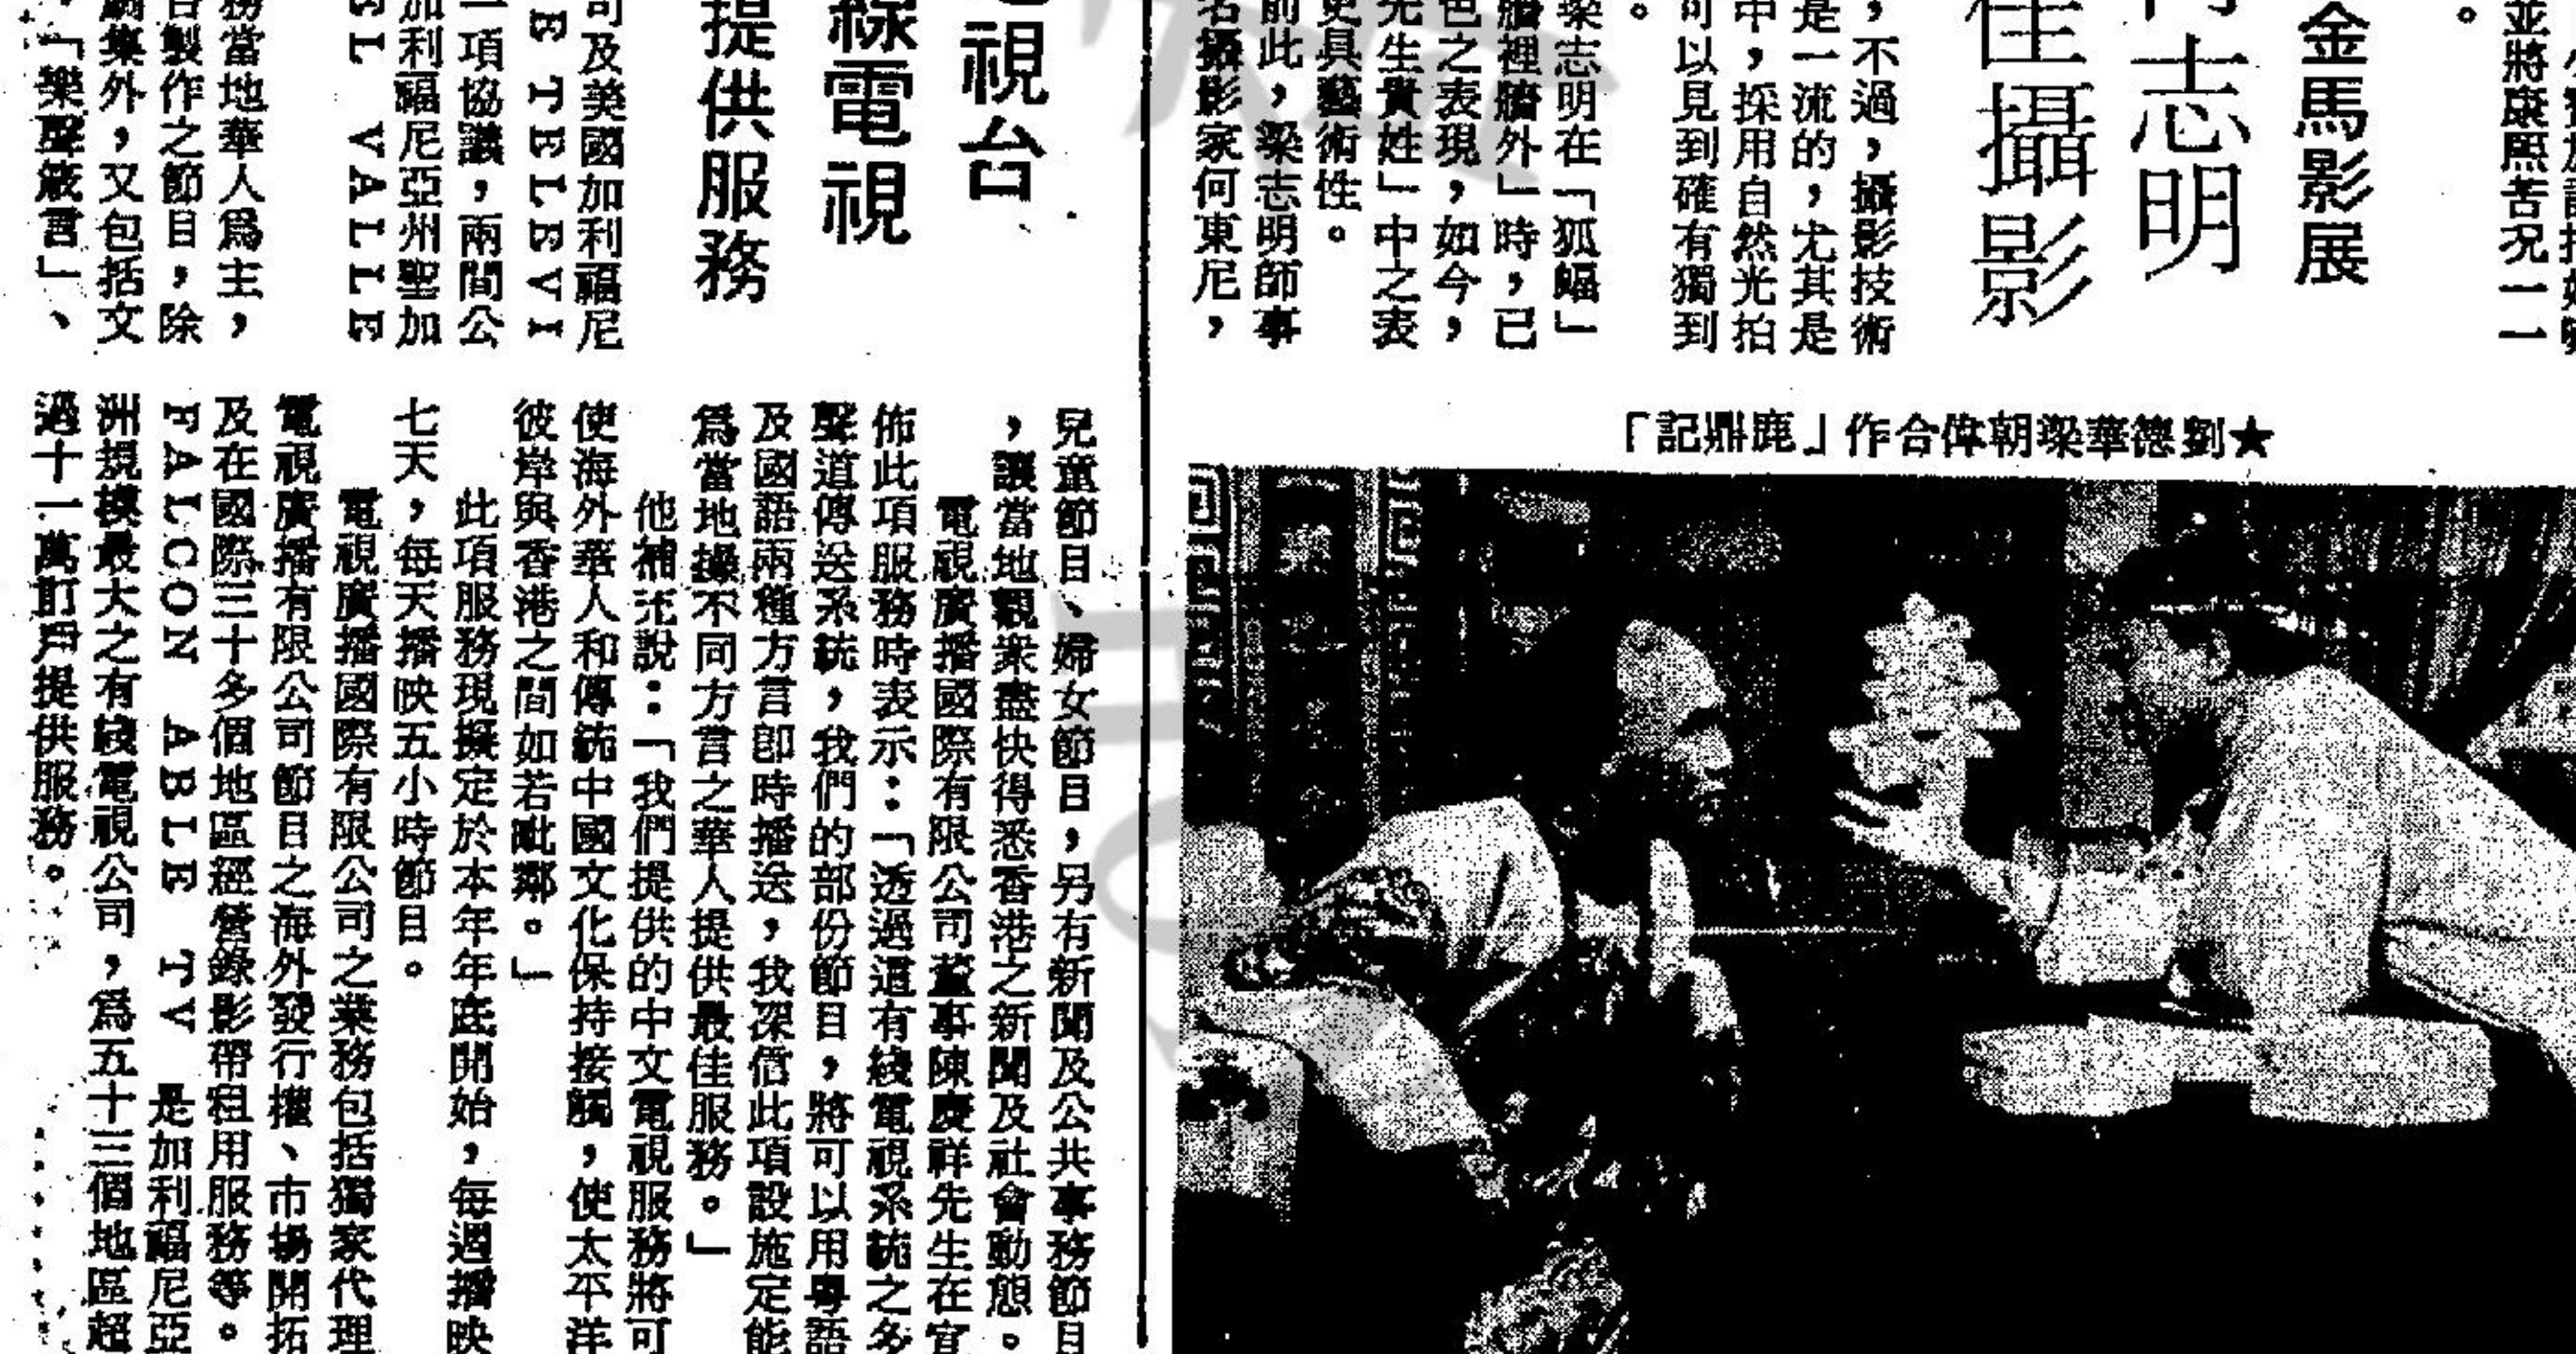 並將康照苦況一一
。
金馬影展
志明
佳攝影
，不過，攝影技術
是一流的，尤其是
中，採用自然光拍
可以見到確有獨到
。
梁志明在「狐蝠」
牆裡牆外」時，已
色之表現，如今，
先生貴姓」中之表
更具藝術性。
前此，梁志明師事
名攝影家何東尼，
★劉德華梁朝偉合作「鹿鼎記」
視台
線電視
提供服務
司及美國加利福尼
E TELEVI
一項協議，兩間公
加利福尼亞州聖加
EL VALLE
務當地華人爲主，
製作之節目，除
劇集外，又包括文
「樂聲箴言」、
兒童節目、婦女節目，另有新聞及公共事務節目
，讓當地觀衆盡快得悉香港之新聞及社會動態。
電視廣播國際有限公司董事陳慶祥先生在宣
佈此項服務時表示：「透過這有綫電視系統之多
聲道傳送系統，我們的部份節目，將可以用粵語
及國語兩種方言卽時播送，我深信此項設施定能
爲當地操不同方言之華人提供最佳服務。」
他補充說：「我們提供的中文電視服務將可
使海外華人和傳統中國文化保持接觸，使太平洋
彼岸與香港之間如若毗鄰。」
此項服務現擬定於本年年底開始，每週播映
七天，每天播映五小時節目。
電視廣播國際有限公司之業務包括獨家代理
電視廣播有限公司節目之海外發行權、市場開拓
及在國際三十多個地區經營錄影帶租用服務等。
FALCON ABLE TV 是加利福尼亞
洲規模最大之有綫電視公司，爲五十三個地區超
過十一萬訂戶提供服務。